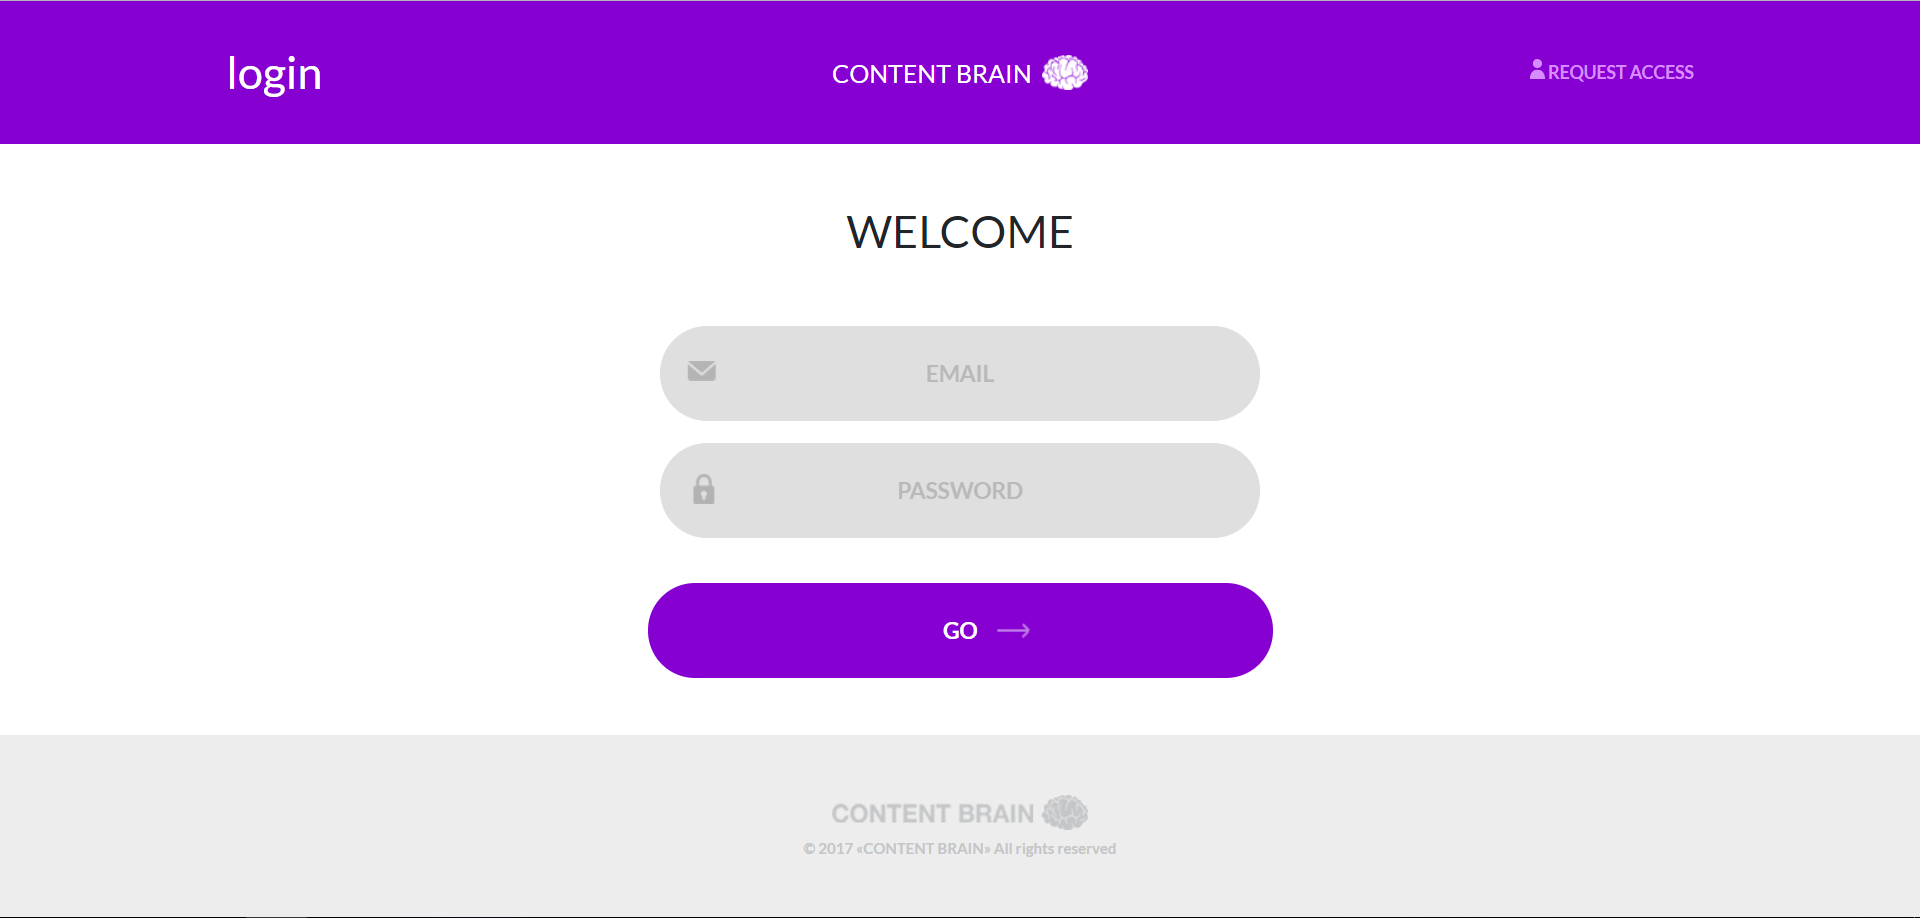 login
CONTENT BRAIN
REQUEST ACCESS
WELCOME
EMAIL
PASSWORD
GO
CONTENT BRAIN
© 2017 «CONTENT BRAIN» All rights reserved